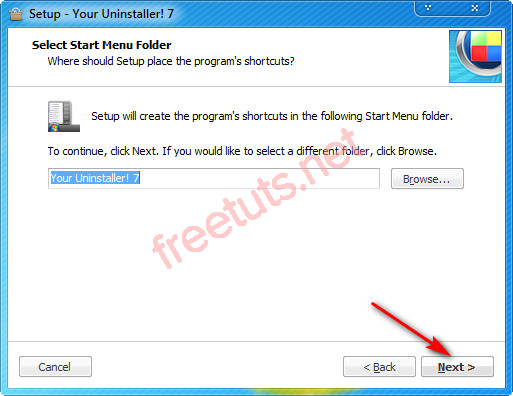 Setup - Your Uninstaller! 7
Select Start Menu Folder
Where should Setup place the program's shortcuts?
Setup will create the program's shortcuts in the following Start Menu folder.
To continue, click Next. If you would like to select a different folder, click Browse.
Your Uninstaller! 7
Browse...
freetuts.net
Cancel
< Back
Next >